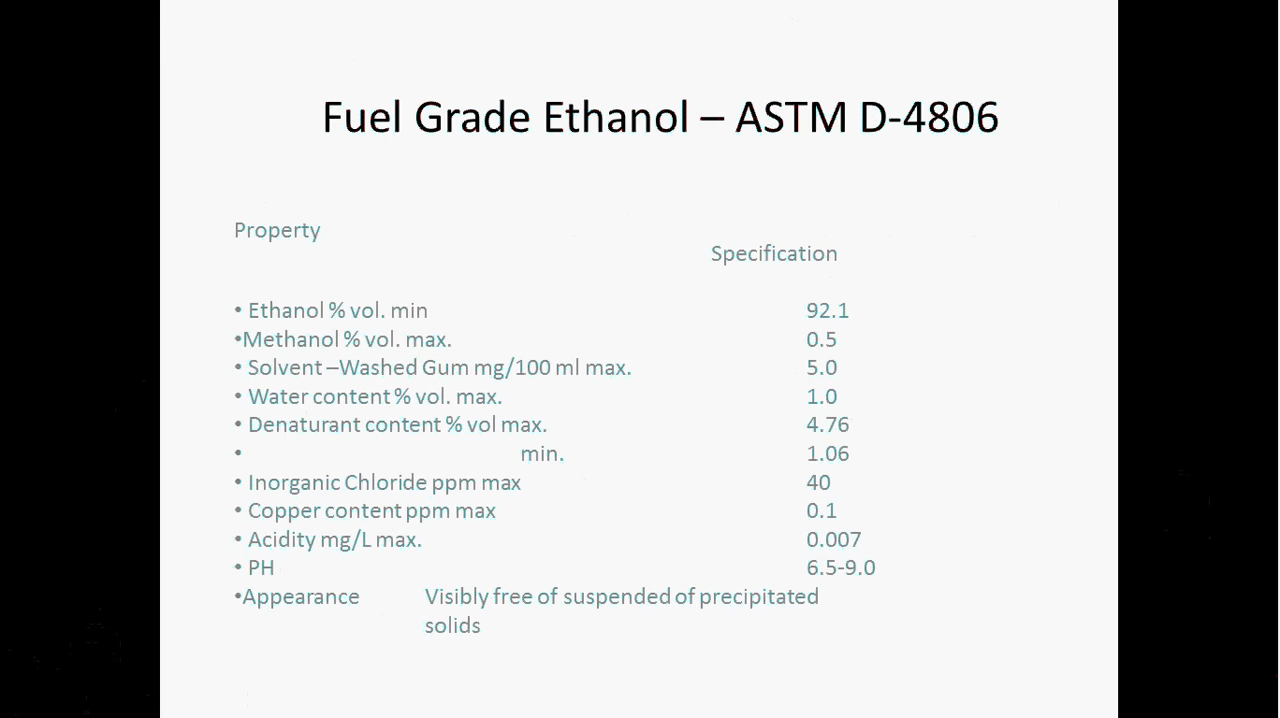 Fuel Grade Ethanol – ASTM D-4806
Property
Specification
• Ethanol % vol. min 92.1
•Methanol % vol. max. 0.5
• Solvent –Washed Gum mg/100 ml max. 5.0
• Water content % vol. max. 1.0
• Denaturant content % vol max. 4.76
• min. 1.06
• Inorganic Chloride ppm max 40
• Copper content ppm max 0.1
• Acidity mg/L max. 0.007
• PH 6.5-9.0
•Appearance Visibly free of suspended of precipitated
solids